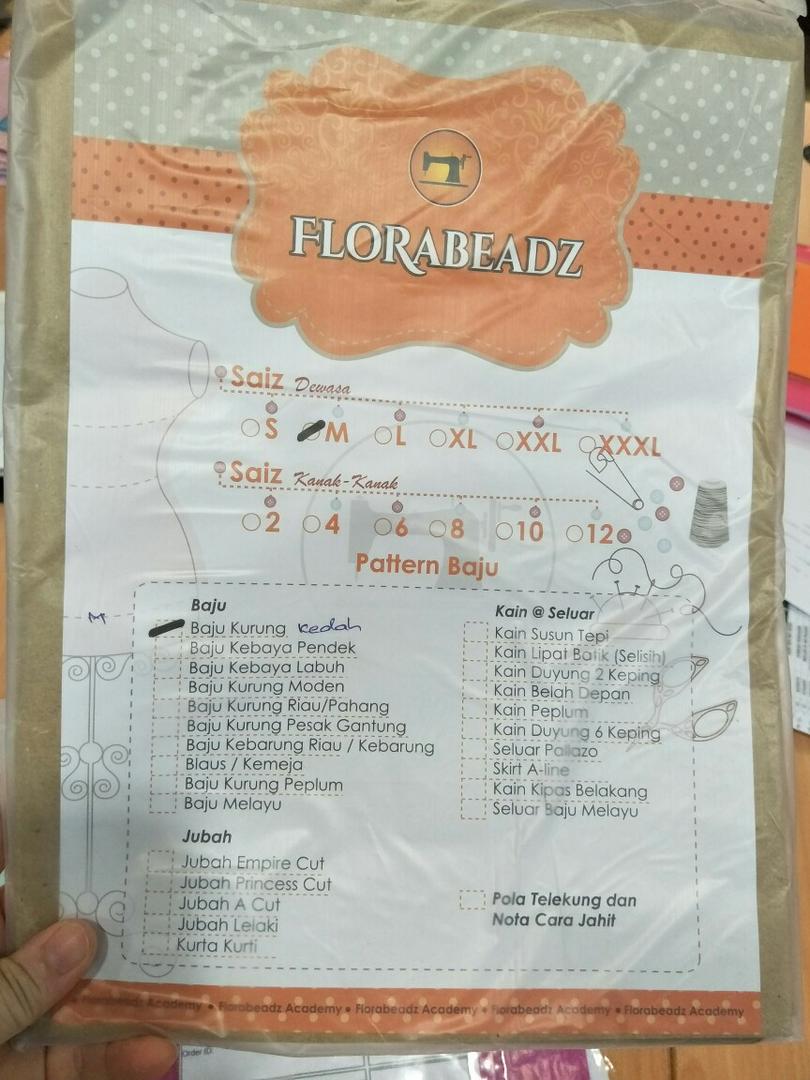 FLORABEADZ
Saiz Dewasa
S M L XL XXL XXXL
Saiz Kanak-Kanak
2 4 6 8 10 12
Pattern Baju
Baju
Baju Kurung kedah
Baju Kebaya Pendek
Baju Kebaya Labuh
Baju Kurung Moden
Baju Kurung Riau/Pahang
Baju Kurung Pesak Gantung
Baju Kebarung Riau / Kebarung
Blaus / Kemeja
Baju Kurung Peplum
Baju Melayu
Jubah
Jubah Empire Cut
Jubah Princess Cut
Jubah A Cut
Jubah Lelaki
Kurta Kurti
Kain @ Seluar
Kain Susun Tepi
Kain Lipat Batik (Selisih)
Kain Duyung 2 Keping
Kain Belah Depan
Kain Peplum
Kain Duyung 6 Keping
Seluar Pallazo
Skirt A-line
Kain Kipas Belakang
Seluar Baju Melayu
Pola Telekung dan
Nota Cara Jahit
Florabeadz Academy • Florabeadz Academy • Florabeadz Academy • Florabeadz Academy • Florabeadz Academy
Order ID: